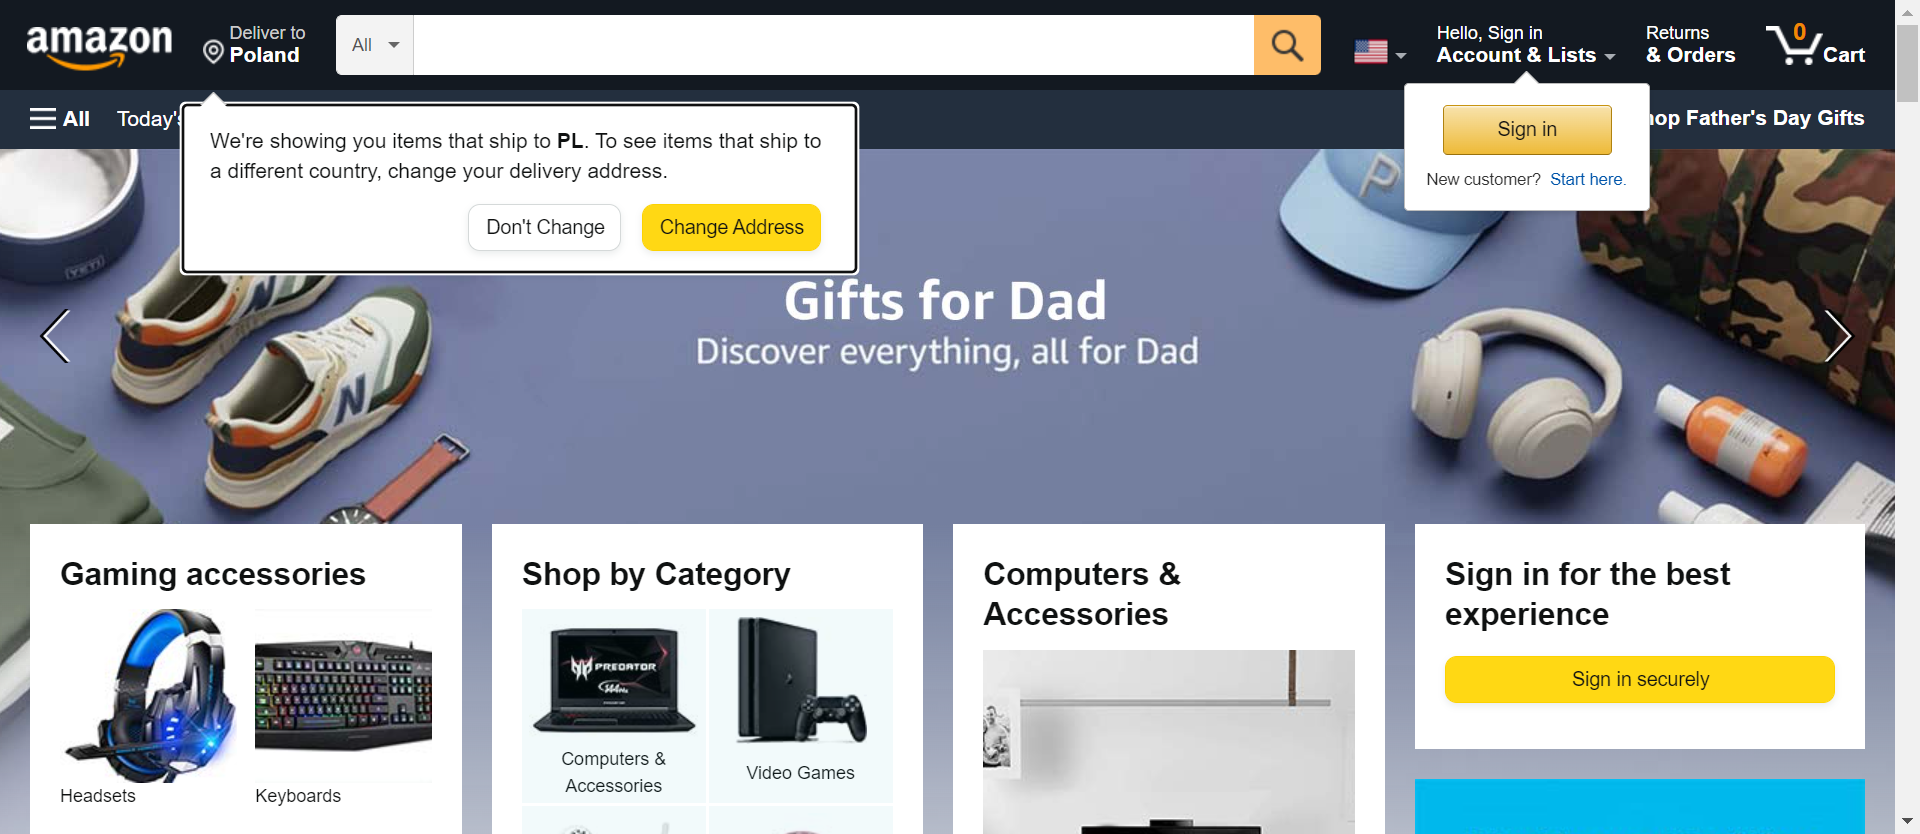 amazon
Deliver to
Poland
All
Hello, Sign in
Account & Lists
Returns
& Orders
0
Cart
All
Today's
Shop Father's Day Gifts
We're showing you items that ship to PL. To see items that ship to
a different country, change your delivery address.
Don't Change
Change Address
Sign in
New customer? Start here.
YETI
P
N
N
Gifts for Dad
Discover everything, all for Dad
Gaming accessories
Headsets
Keyboards
Shop by Category
PREDATOR
144Hz
Computers &
Accessories
Video Games
Computers &
Accessories
Sign in for the best
experience
Sign in securely